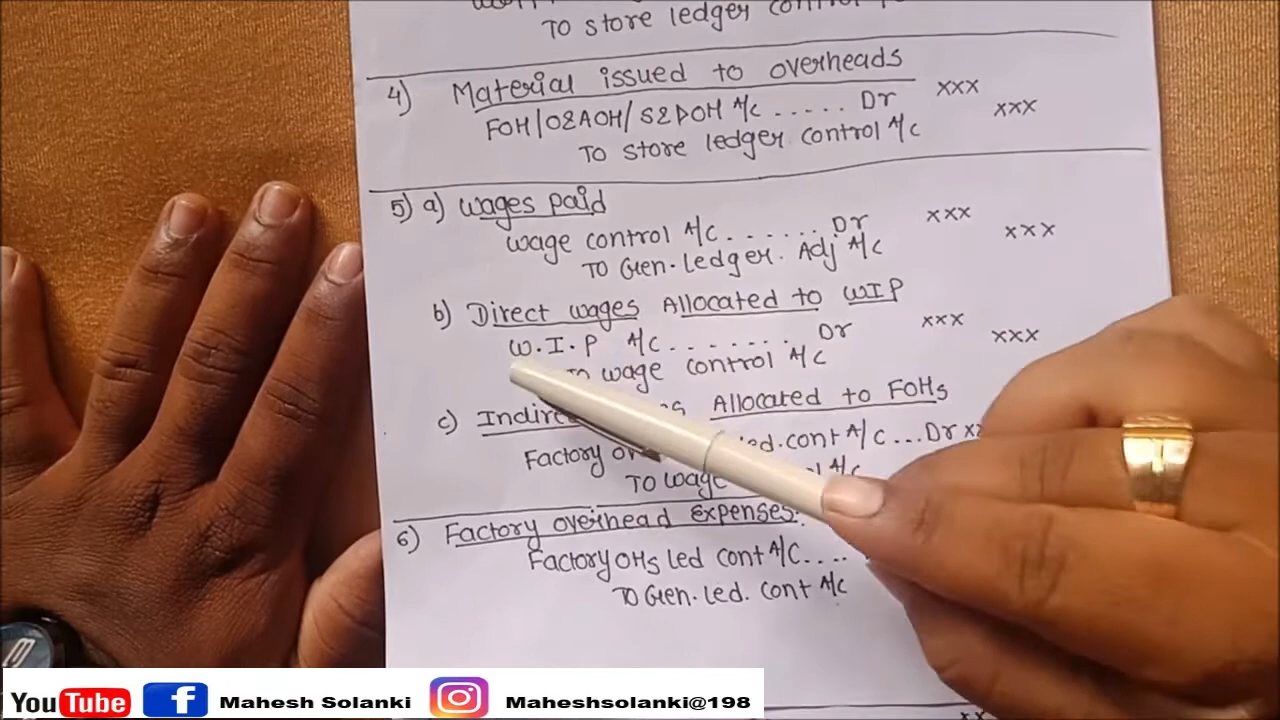 To store ledger control
4) Material issued to overheads
FOH/O&AOH/S&DOH A/c ..... Dr xxx
To store ledger control A/c xxx
5) a) wages paid
wage control A/c ...... Dr xxx
To Gen. ledger. Adj A/c xxx
b) Direct wages Allocated to WIP
W.I.P A/c ....... Dr xxx
To wage control A/c xxx
c) Allocated to FOHs
Factory cont A/c ... Dr
To wage A/c
6) Factory overhead Expenses:
Factory OHs Led cont A/C....
To Gen. Led. cont A/c
YouTube Mahesh Solanki Maheshsolanki@198